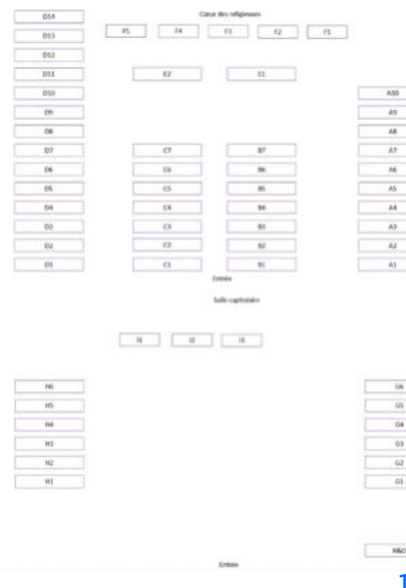 D14
Cœur des religieuses
D13 F5 F4 F3 F2 F1
D12
D11 E2 E1
D10 A10
D9 A9
D8 A8
D7 C7 B7 A7
D6 C6 B6 A6
D5 C5 B5 A5
D4 C4 B4 A4
D3 C3 B3 A3
D2 C2 B2 A2
D1 C1 B1 A1
Entrée
Salle capitulaire
I1 I2 I3
H6 G6
H5 G5
H4 G4
H3 G3
H2 G2
H1 G1
Entrée
1